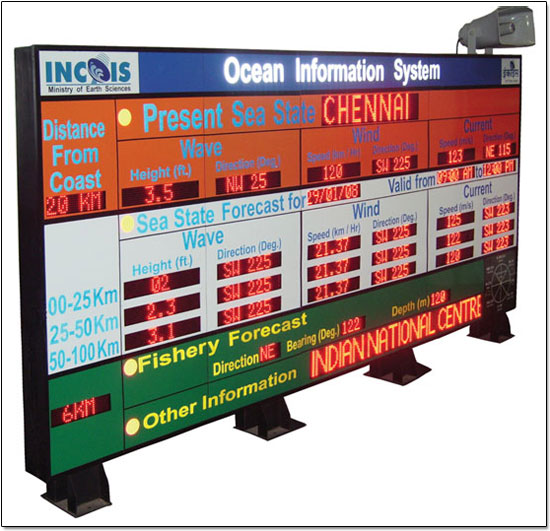 INCOIS
Ministry of Earth Sciences
Ocean Information System
Distance From Coast
20 KM
Present Sea State CHENNAI
Wave Wind Current
Height (ft.) Direction (Deg.) Speed (km / Hr) Direction (Deg.) Speed (m/s) Direction (Deg.)
3.5 NW 25 120 SW 225 123 NE 115
Sea State Forecast for 29/01/08 Valid from to 12:00 AM
Wave Wind Current
Height (ft.) Direction (Deg.) Speed (km / Hr) Direction (Deg.) Speed (m/s) Direction (Deg.)
00-25Km 02 SW 225 21.37 SW 225 125 SW 223
25-50Km 2.3 SW 225 21.37 SW 225 122 SW 223
50-100Km 3.1 SW 225 21.37 SW 225 120 SW 223
Fishery Forecast
6KM
Direction NE Bearing (Deg.) 122 Depth (m) 120
Other Information INDIAN NATIONAL CENTRE